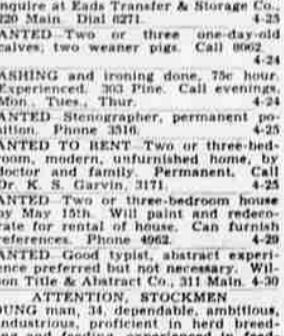 nquire at Eads Transfer & Storage Co.,
220 Main. Dial 6271. 4-25
ANTED—Two or three one-day-old
calves, two weaner pigs. Call 0062.
4-24
ASHING and ironing done, 75c hour.
Experienced. 303 Pine. Call evenings,
Mon., Tues., Thur. 4-24
ANTED—Stenographer, permanent po-
sition. Phone 3516. 4-25
ANTED TO RENT—Two or three-bed-
room, modern, unfurnished home, by
doctor and family. Permanent. Call
Dr. K. S. Garvin, 3171. 4-25
ANTED—Two or three-bedroom house
by May 15th. Will paint and redeco-
rate for rental of house. Can furnish
references. Phone 4962. 4-29
ANTED—Good typist, abstract experi-
ence preferred but not necessary. Wil-
son Title & Abstract Co., 311 Main. 4-30
ATTENTION, STOCKMEN
OUNG man, 34, dependable, ambitious,
industrious, proficient in herd breed-